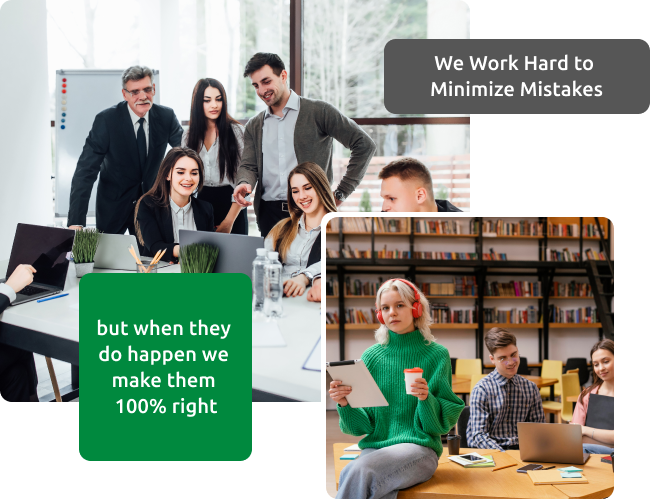 We Work Hard to
Minimize Mistakes
but when they
do happen we
make them
100% right